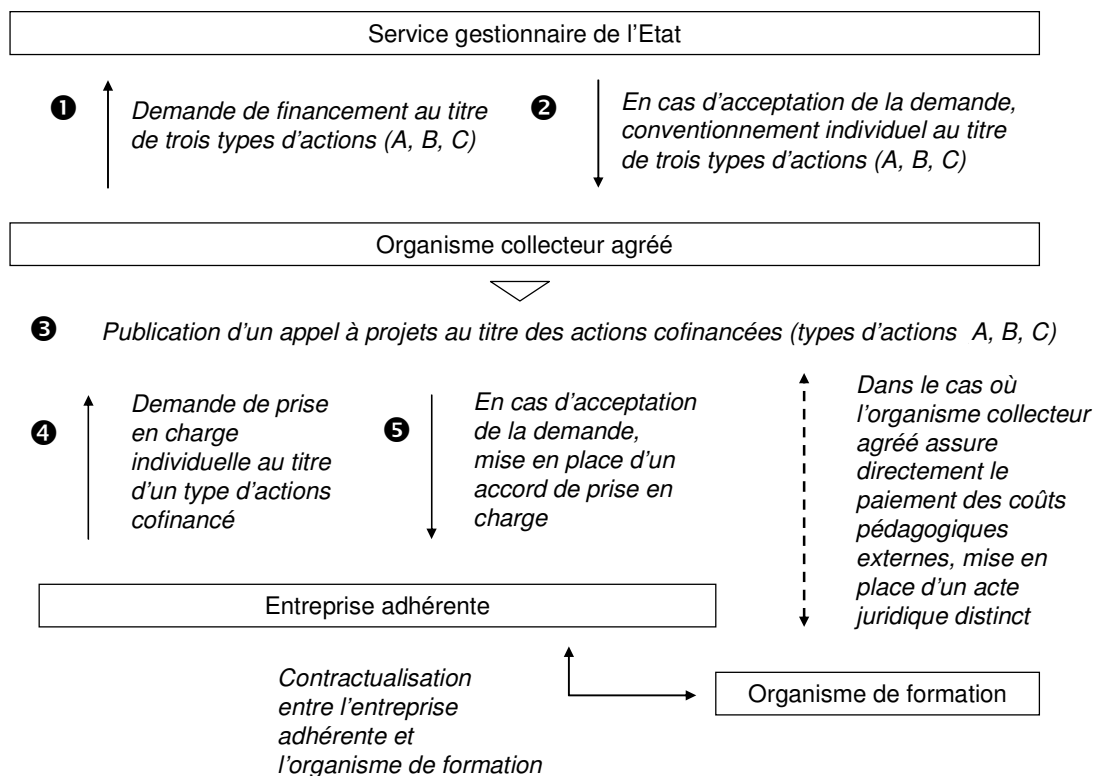 Service gestionnaire de l'Etat
❶
Demande de financement au titre
de trois types d'actions (A, B, C)
❷
En cas d'acceptation de la demande,
conventionnement individuel au titre
de trois types d'actions (A, B, C)
Organisme collecteur agréé
❸ Publication d'un appel à projets au titre des actions cofinancées (types d'actions A, B, C)
❹
Demande de prise
en charge
individuelle au titre
d'un type d'actions
cofinancé
❺
En cas d'acceptation
de la demande,
mise en place d'un
accord de prise en
charge
Dans le cas où
l'organisme collecteur
agréé assure
directement le
paiement des coûts
pédagogiques
externes, mise en
place d'un acte
juridique distinct
Entreprise adhérente
Contractualisation
entre l'entreprise
adhérente et
l'organisme de formation
Organisme de formation